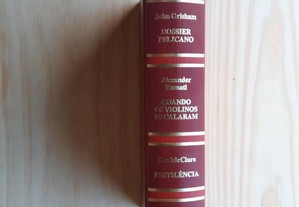 John Grisham
DOSSIER
PELICANO
Alexander
Ramati
QUANDO
OS VIOLINOS
SE CALARAM
Ken McClure
PESTILÊNCIA